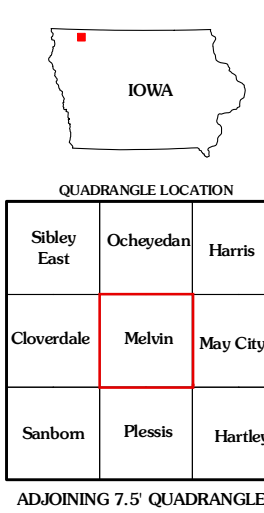 IOWA
QUADRANGLE LOCATION
Sibley
East
Ocheyedan
Harris
Cloverdale
Melvin
May City
Sanborn
Plessis
Hartley
ADJOINING 7.5' QUADRANGLE